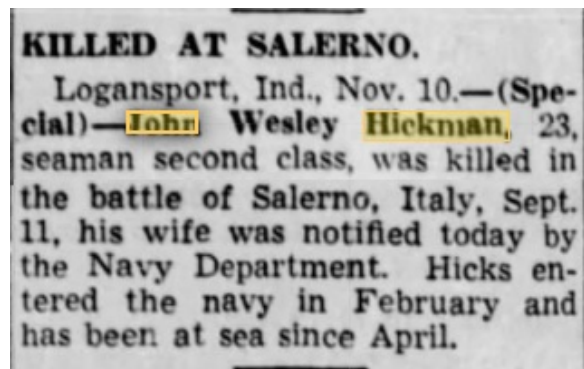 KILLED AT SALERNO.
Logansport, Ind., Nov. 10.—(Spe-
cial)—John Wesley Hickman, 23,
seaman second class, was killed in
the battle of Salerno, Italy, Sept.
11, his wife was notified today by
the Navy Department. Hicks en-
tered the navy in February and
has been at sea since April.